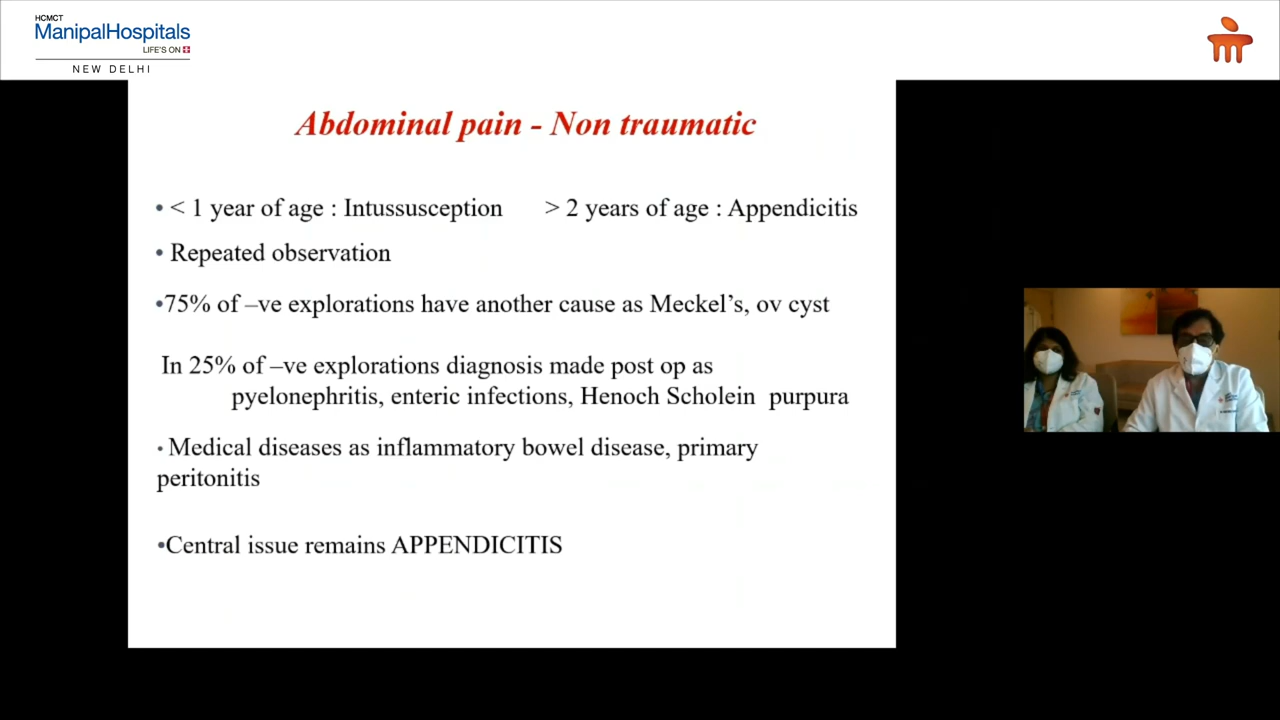 HCMCT
ManipalHospitals
LIFE'S ON
NEW DELHI
Abdominal pain - Non traumatic
• < 1 year of age : Intussusception > 2 years of age : Appendicitis
• Repeated observation
•75% of –ve explorations have another cause as Meckel’s, ov cyst
In 25% of –ve explorations diagnosis made post op as
pyelonephritis, enteric infections, Henoch Scholein purpura
• Medical diseases as inflammatory bowel disease, primary
peritonitis
•Central issue remains APPENDICITIS